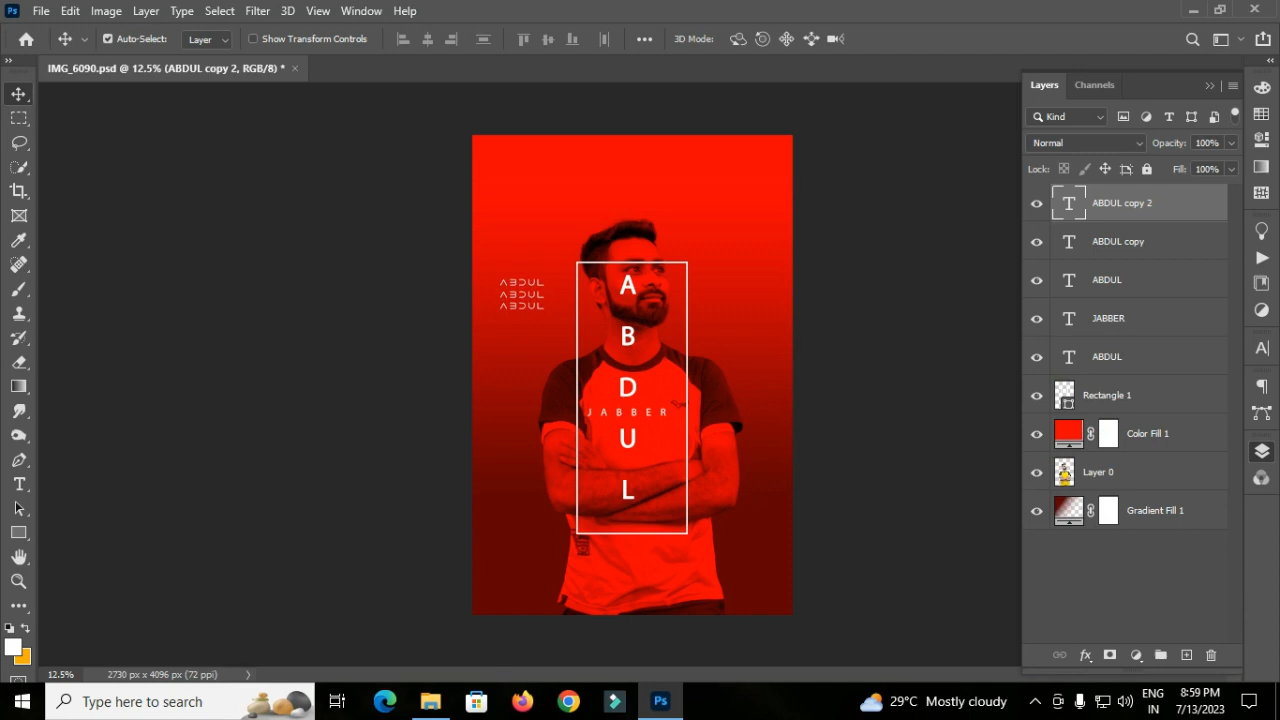 Ps File Edit Image Layer Type Select Filter 3D View Window Help
Auto-Select: Layer Show Transform Controls 3D Mode:
IMG_6090.psd @ 12.5% (ABDUL copy 2, RGB/8) *
Layers Channels
Kind
Normal Opacity: 100%
Lock: Fill: 100%
ABDUL copy 2
ABDUL copy
ABDUL
JABBER
ABDUL
Rectangle 1
Color Fill 1
Layer 0
Gradient Fill 1
ABDUL
ABDUL
ABDUL
A
B
D
JABBER
U
L
12.5% 2730 px x 4096 px (72 ppi)
Type here to search
Ps
29°C Mostly cloudy
ENG
IN
8:59 PM
7/13/2023